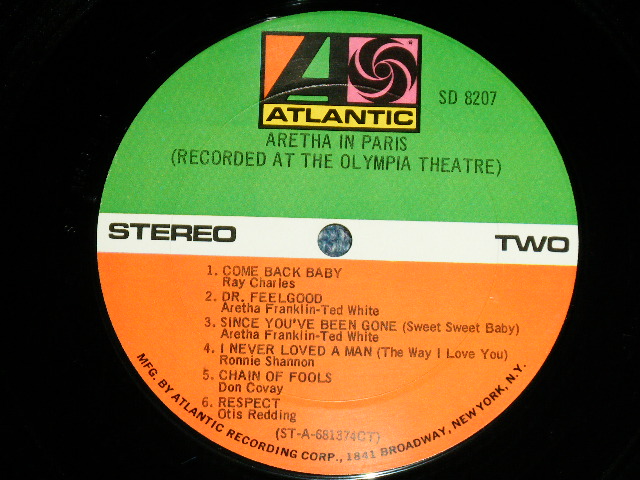 ATLANTIC
SD 8207
ARETHA IN PARIS
(RECORDED AT THE OLYMPIA THEATRE)
STEREO
TWO
1. COME BACK BABY
Ray Charles
2. DR. FEELGOOD
Aretha Franklin-Ted White
3. SINCE YOU'VE BEEN GONE (Sweet Sweet Baby)
Aretha Franklin-Ted White
4. I NEVER LOVED A MAN (The Way I Love You)
Ronnie Shannon
5. CHAIN OF FOOLS
Don Covay
6. RESPECT
Otis Redding
(ST-A-681374CT)
MFG. BY ATLANTIC RECORDING CORP., 1841 BROADWAY, NEW YORK, N.Y.